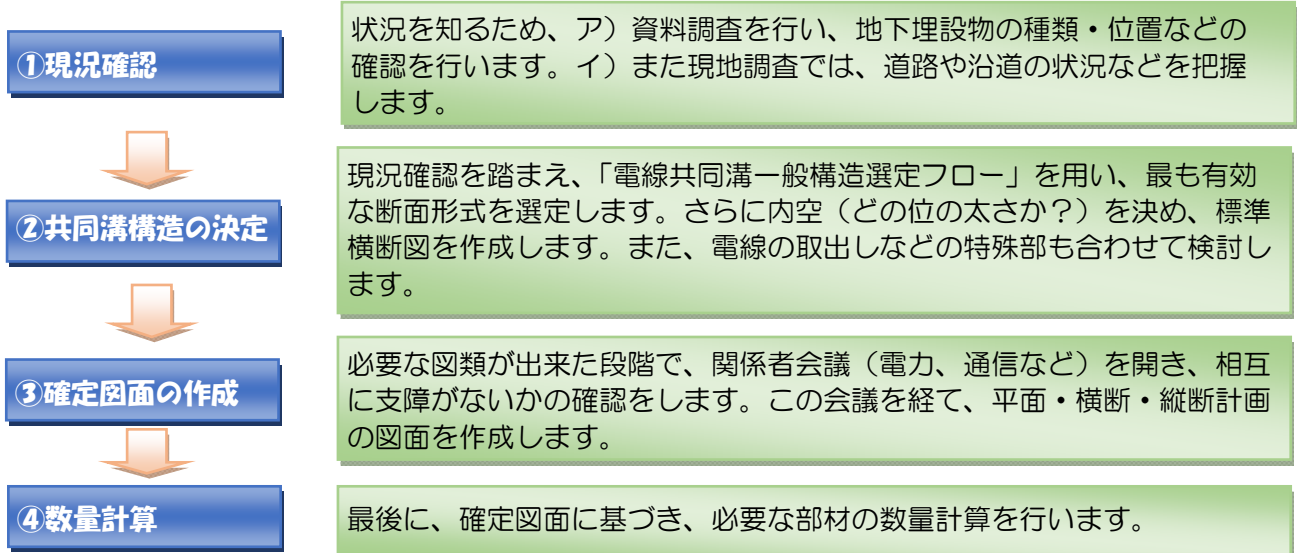 ①現況確認
状況を知るため、ア）資料調査を行い、地下埋設物の種類・位置などの
確認を行います。イ）また現地調査では、道路や沿道の状況などを把握
します。
②共同溝構造の決定
現況確認を踏まえ、「電線共同溝一般構造選定フロー」を用い、最も有効
な断面形式を選定します。さらに内空（どの位の太さか？）を決め、標準
横断図を作成します。また、電線の取出しなどの特殊部も合わせて検討し
ます。
③確定図面の作成
必要な図類が出来た段階で、関係者会議（電力、通信など）を開き、相互
に支障がないかの確認をします。この会議を経て、平面・横断・縦断計画
の図面を作成します。
④数量計算
最後に、確定図面に基づき、必要な部材の数量計算を行います。